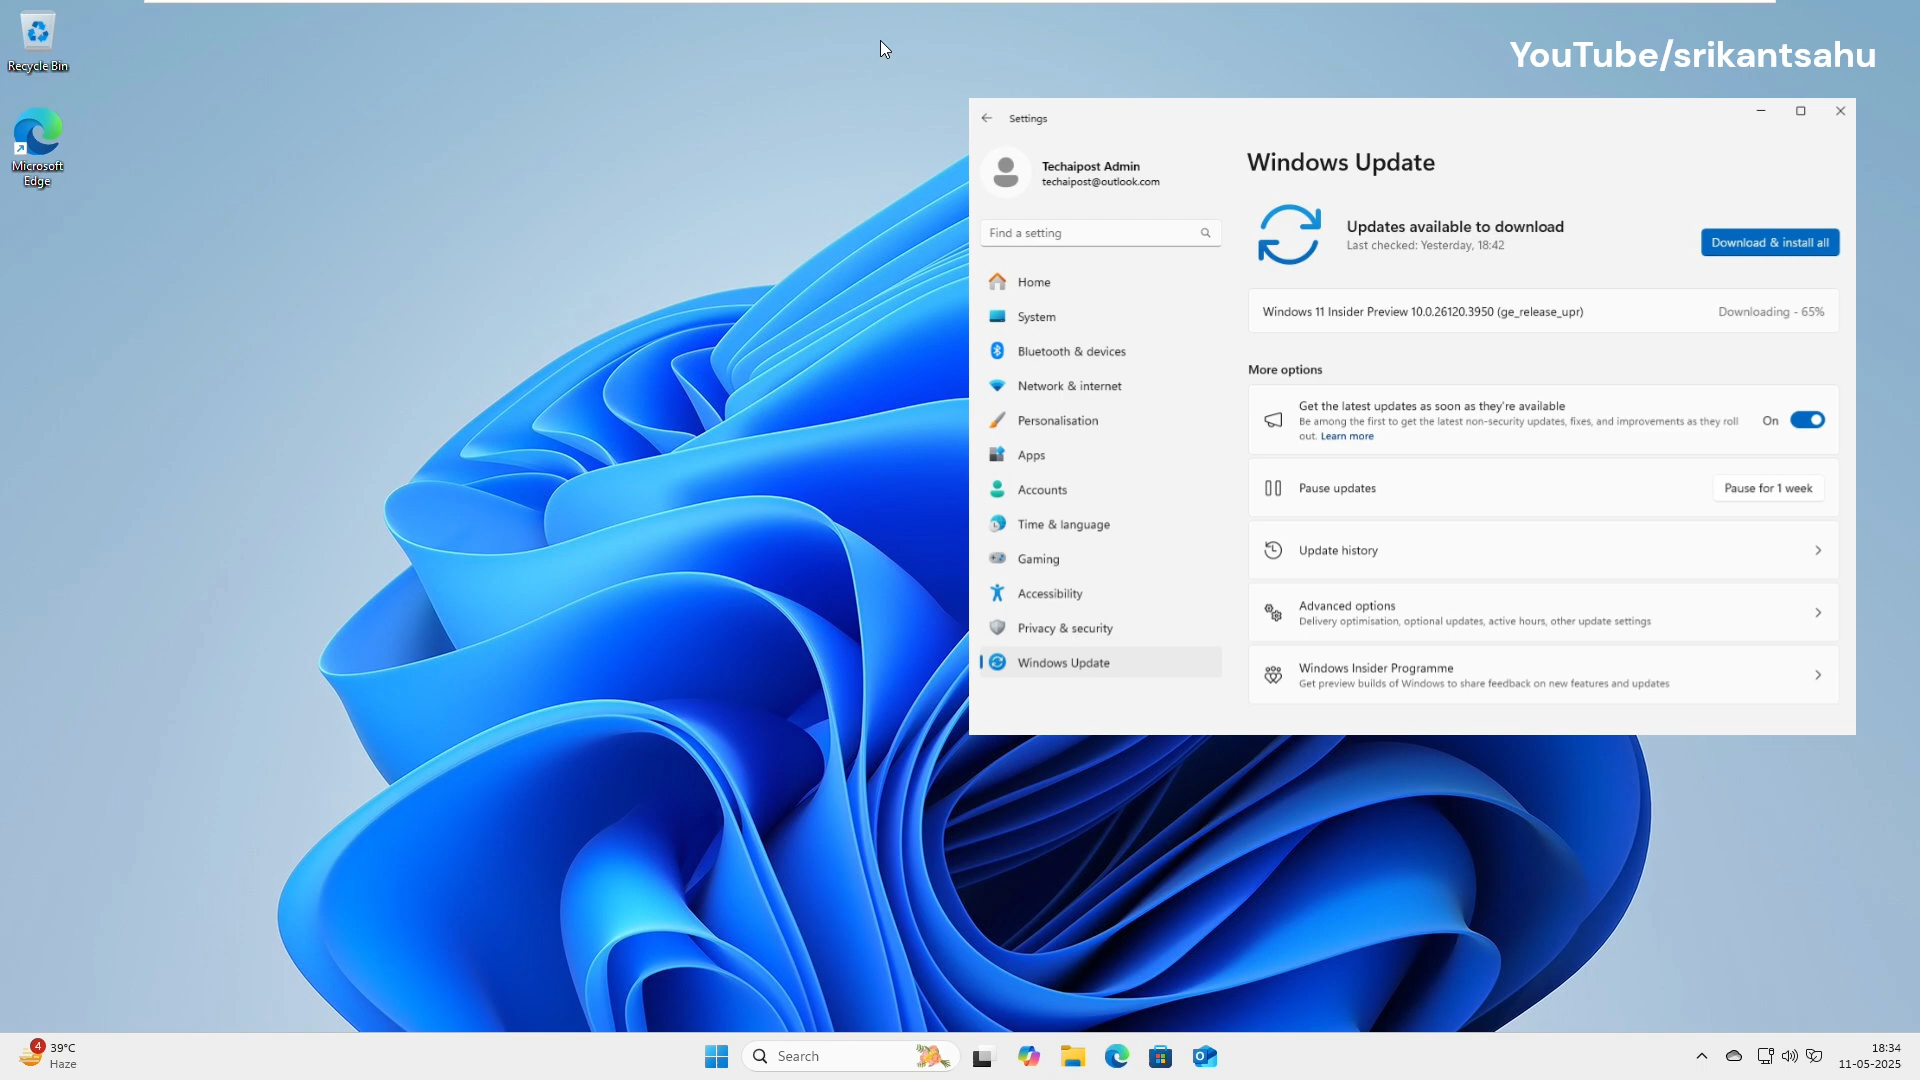 Recycle Bin
Microsoft
Edge
YouTube/srikantsahu
Settings
Techaipost Admin
techaipost@outlook.com
Find a setting
Home
System
Bluetooth & devices
Network & internet
Personalisation
Apps
Accounts
Time & language
Gaming
Accessibility
Privacy & security
Windows Update
Windows Update
Updates available to download
Last checked: Yesterday, 18:42
Download & install all
Windows 11 Insider Preview 10.0.26120.3950 (ge_release_upr)
Downloading - 65%
More options
Get the latest updates as soon as they're available
Be among the first to get the latest non-security updates, fixes, and improvements as they roll
out. Learn more
On
Pause updates
Pause for 1 week
Update history
Advanced options
Delivery optimisation, optional updates, active hours, other update settings
Windows Insider Programme
Get preview builds of Windows to share feedback on new features and updates
4
39°C
Haze
Search
18:34
11-05-2025